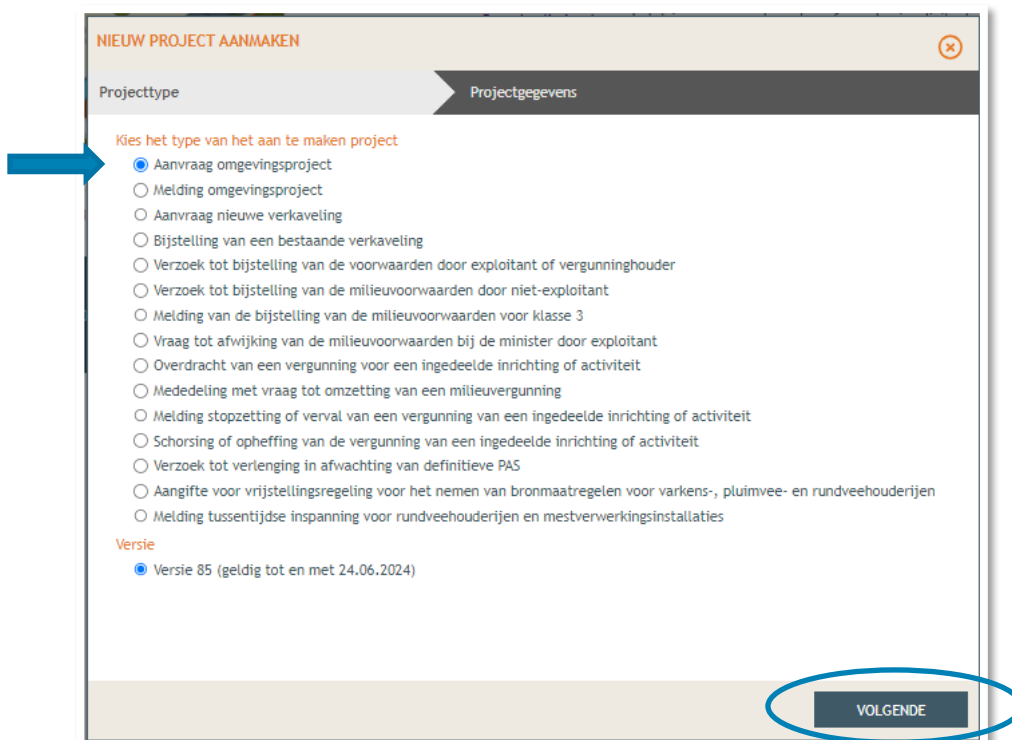 NIEUW PROJECT AANMAKEN
Projecttype
Projectgegevens
Kies het type van het aan te maken project
Aanvraag omgevingsproject
Melding omgevingsproject
Aanvraag nieuwe verkaveling
Bijstelling van een bestaande verkaveling
Verzoek tot bijstelling van de voorwaarden door exploitant of vergunninghouder
Verzoek tot bijstelling van de milieuvoorwaarden door niet-exploitant
Melding van de bijstelling van de milieuvoorwaarden voor klasse 3
Vraag tot afwijking van de milieuvoorwaarden bij de minister door exploitant
Overdracht van een vergunning voor een ingedeelde inrichting of activiteit
Mededeling met vraag tot omzetting van een milieuvergunning
Melding stopzetting of verval van een vergunning van een ingedeelde inrichting of activiteit
Schorsing of opheffing van de vergunning van een ingedeelde inrichting of activiteit
Verzoek tot verlenging in afwachting van definitieve PAS
Aangifte voor vrijstellingsregeling voor het nemen van bronmaatregelen voor varkens-, pluimvee- en rundveehouderijen
Melding tussentijdse inspanning voor rundveehouderijen en mestverwerkingsinstallaties
Versie
Versie 85 (geldig tot en met 24.06.2024)
VOLGENDE